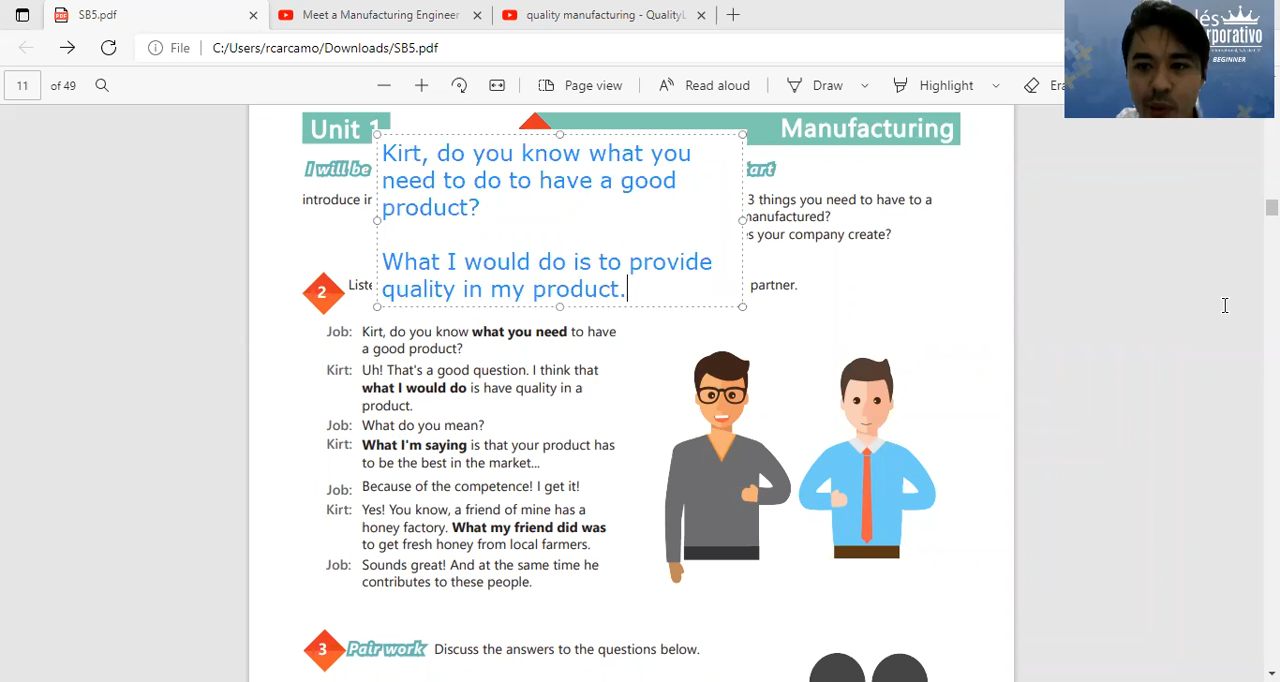 SB5.pdf
Meet a Manufacturing Engineer
quality manufacturing - QualityL
File
C:/Users/rcarcamo/Downloads/SB5.pdf
11 of 49
Page view
Read aloud
Draw
Highlight
Era
lés
rporativo
BEGINNER
Unit 1
Manufacturing
I will be
art
introduce i
3 things you need to have to a
manufactured?
s your company create?
Kirt, do you know what you
need to do to have a good
product?
What I would do is to provide
quality in my product.
2
Liste
partner.
Job: Kirt, do you know what you need to have
a good product?
Kirt: Uh! That's a good question. I think that
what I would do is have quality in a
product.
Job: What do you mean?
Kirt: What I'm saying is that your product has
to be the best in the market...
Job: Because of the competence! I get it!
Kirt: Yes! You know, a friend of mine has a
honey factory. What my friend did was
to get fresh honey from local farmers.
Job: Sounds great! And at the same time he
contributes to these people.
3
Pair work
Discuss the answers to the questions below.